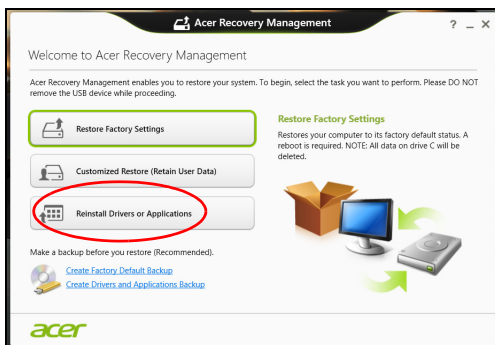 Acer Recovery Management
Welcome to Acer Recovery Management
Acer Recovery Management enables you to restore your system. To begin, select the task you want to perform. Please DO NOT
remove the USB device while proceeding.
Restore Factory Settings
Customized Restore (Retain User Data)
Reinstall Drivers or Applications
Restore Factory Settings
Restores your computer to its factory default status. A
reboot is required. NOTE: All data on drive C will be
deleted.
Make a backup before you restore (Recommended).
Create Factory Default Backup
Create Drivers and Applications Backup
acer